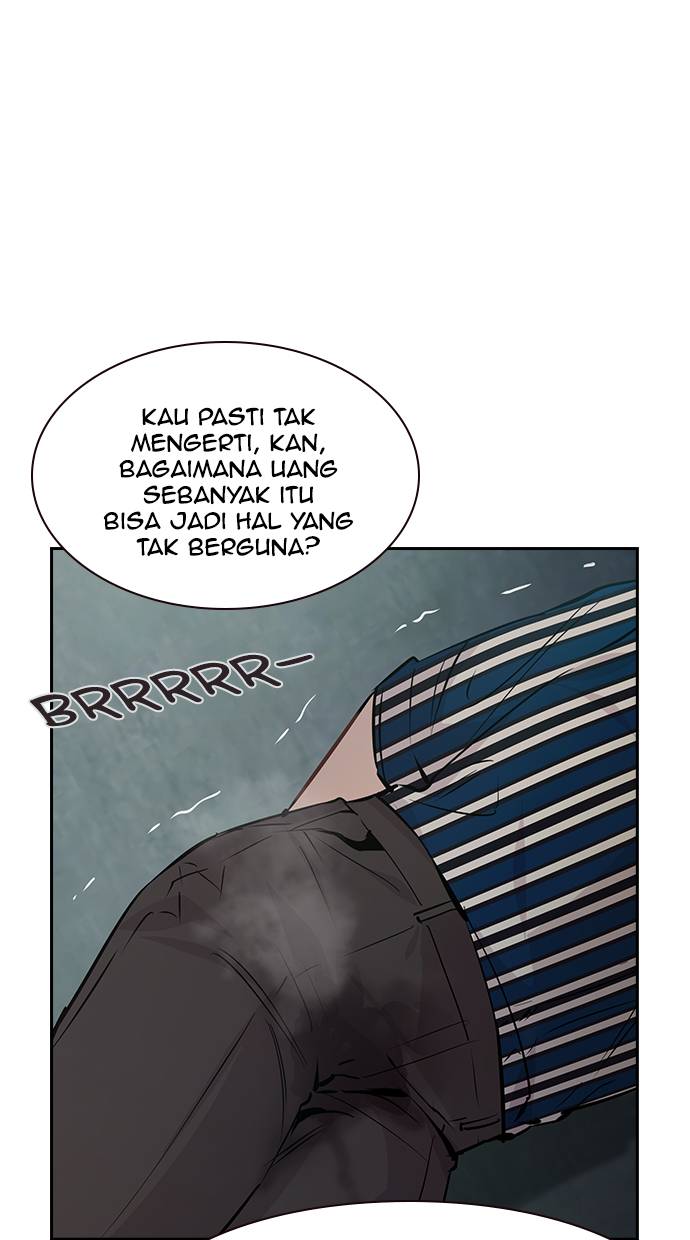 KAU PASTI TAK
MENGERTI, KAN,
BAGAIMANA UANG
SEBANYAK ITU
BISA JADI HAL YANG
TAK BERGUNA?
BRRRRR-